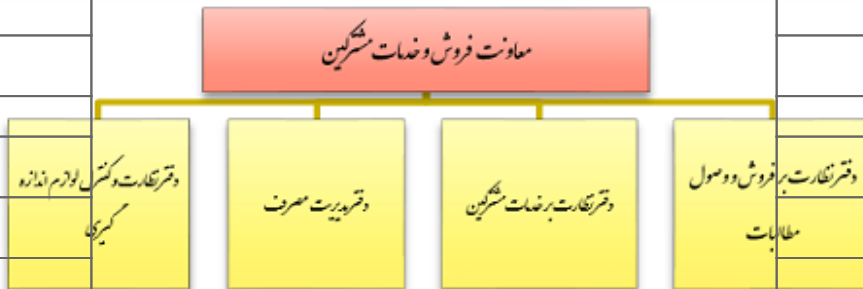 معاونت فروش و خدمات مشترکین
دفتر نظارت بر فروش و وصول
مطالبات
دفتر نظارت بر خدمات مشترکین
دفتر مدیریت مصرف
دفتر نظارت و کنترل لوازم اندازه
گیری